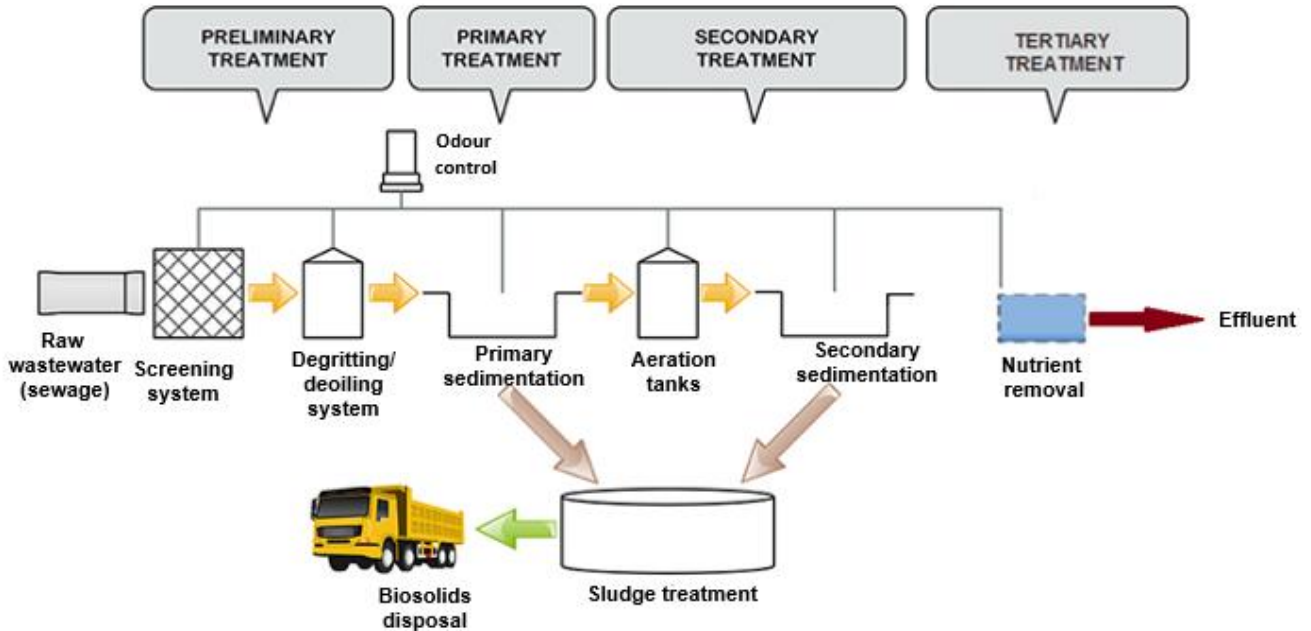 PRELIMINARY
TREATMENT
PRIMARY
TREATMENT
SECONDARY
TREATMENT
TERTIARY
TREATMENT
Odour
control
Raw
wastewater
(sewage)
Screening
system
Degritting/
deoiling
system
Primary
sedimentation
Aeration
tanks
Secondary
sedimentation
Nutrient
removal
Effluent
Biosolids
disposal
Sludge treatment